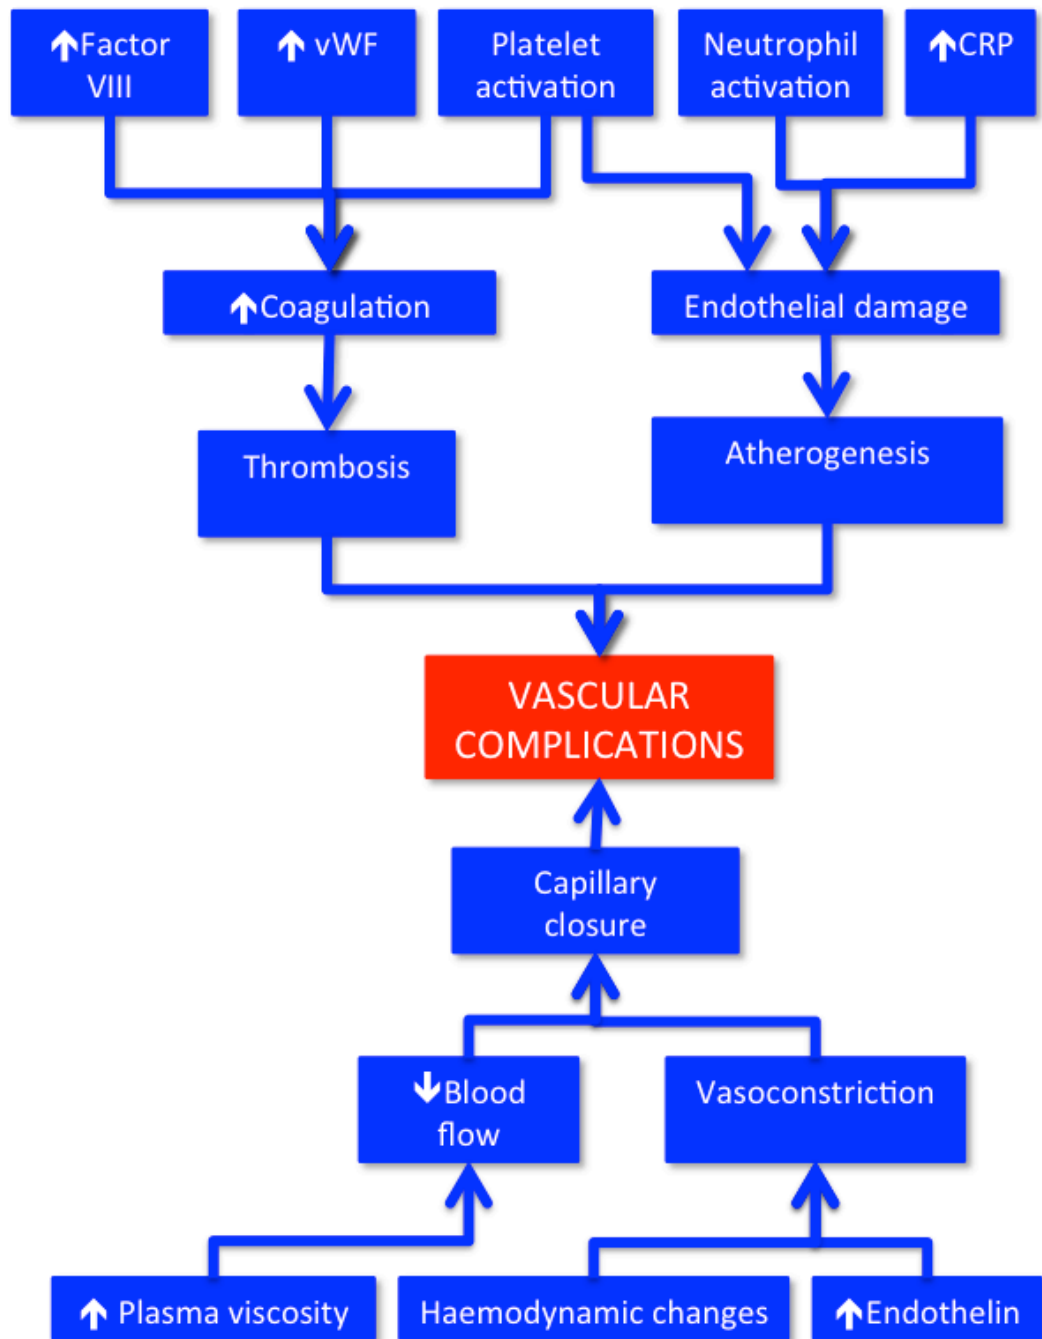 ↑Factor
VIII
↑ vWF
Platelet
activation
Neutrophil
activation
↑CRP
↑Coagulation
Endothelial damage
Thrombosis
Atherogenesis
VASCULAR
COMPLICATIONS
Capillary
closure
↓Blood
flow
Vasoconstriction
↑ Plasma viscosity
Haemodynamic changes
↑Endothelin